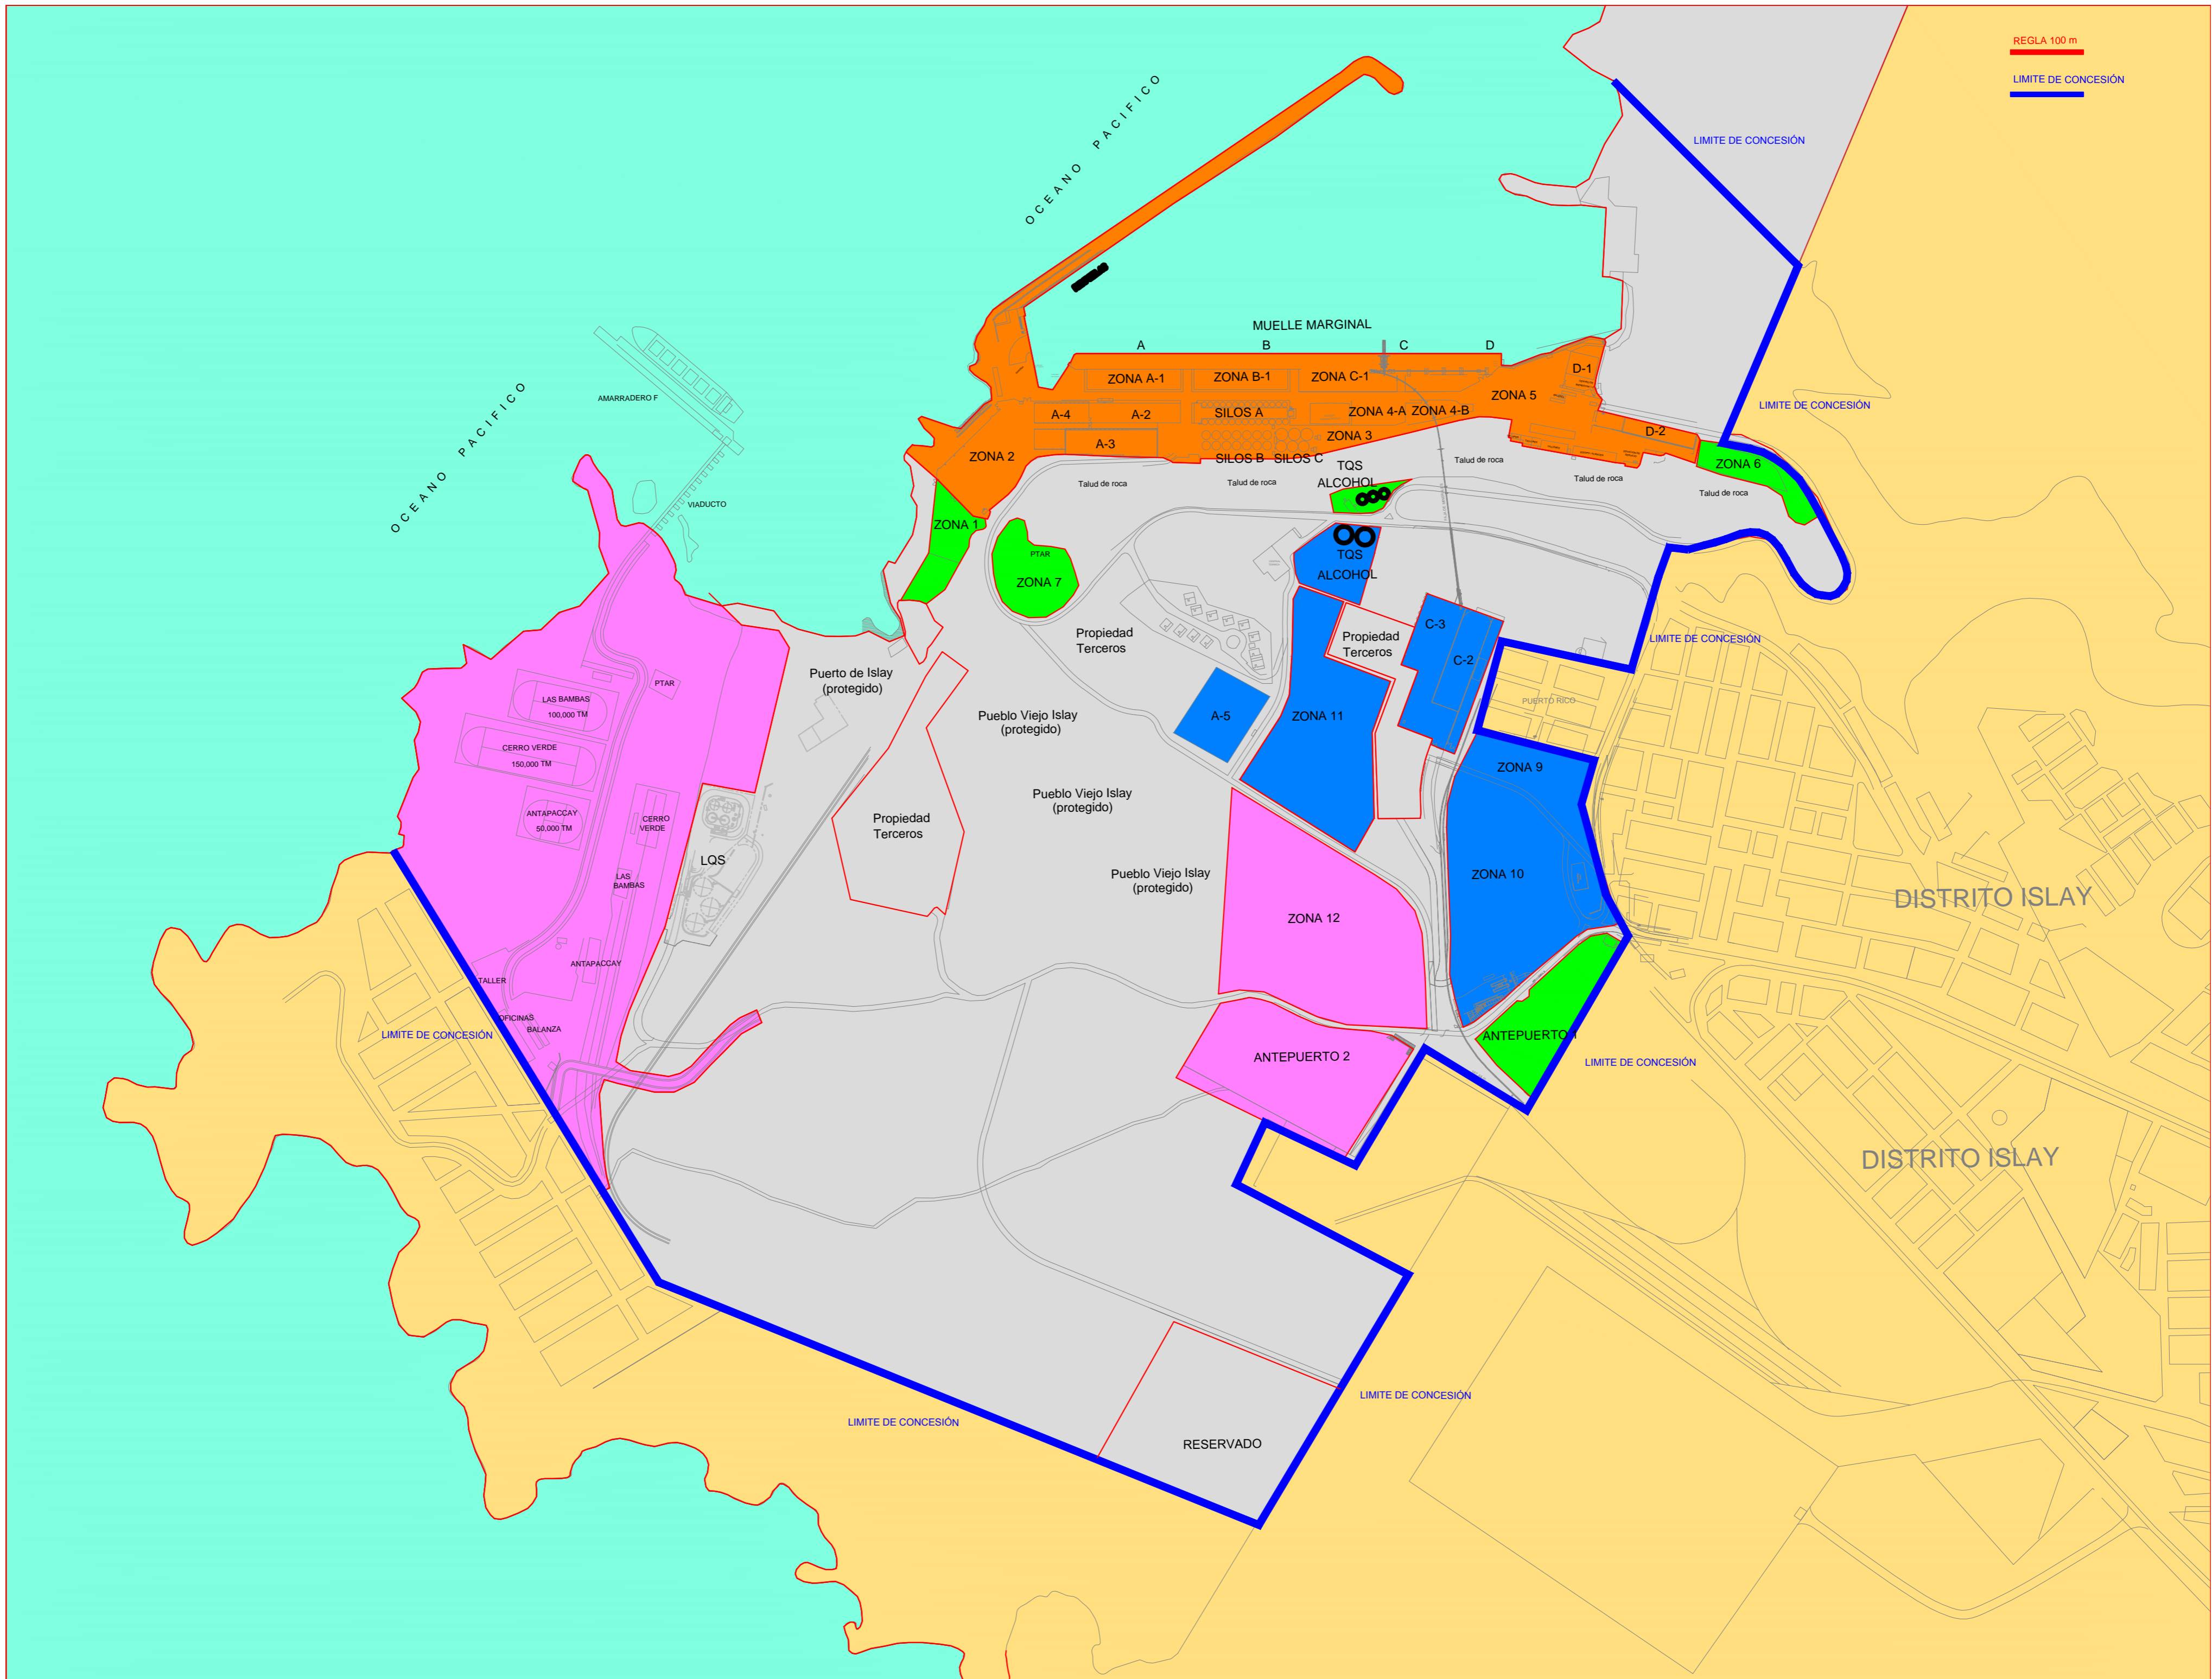 REGLA 100 m
LIMITE DE CONCESIÓN
OCEANO PACIFICO
LIMITE DE CONCESIÓN
MUELLE MARGINAL
A
B
C
D
OCEANO PACIFICO
AMARRADERO F
VIADUCTO
ZONA A-1
ZONA B-1
ZONA C-1
D-1
ZONA 5
A-4
A-2
SILOS A
ZONA 4-A
ZONA 4-B
LIMITE DE CONCESIÓN
A-3
ZONA 3
D-2
ZONA 2
SILOS B
SILOS C
TQS
ALCOHOL
Talud de roca
Talud de roca
Talud de roca
Talud de roca
Talud de roca
ZONA 6
ZONA 1
PTAR
ZONA 7
TQS
ALCOHOL
Propiedad
Terceros
Propiedad
Terceros
C-3
C-2
LIMITE DE CONCESIÓN
PUERTO RICO
Puerto de Islay
(protegido)
PTAR
LAS BAMBAS
100,000 TM
CERRO VERDE
150,000 TM
ANTAPACCAY
50,000 TM
CERRO
VERDE
LAS
BAMBAS
LQS
ANTAPACCAY
TALLER
OFICINAS
BALANZA
LIMITE DE CONCESIÓN
Pueblo Viejo Islay
(protegido)
A-5
ZONA 11
ZONA 9
Pueblo Viejo Islay
(protegido)
Propiedad
Terceros
Pueblo Viejo Islay
(protegido)
ZONA 10
ZONA 12
DISTRITO ISLAY
ANTEPUERTO 1
ANTEPUERTO 2
LIMITE DE CONCESIÓN
DISTRITO ISLAY
LIMITE DE CONCESIÓN
LIMITE DE CONCESIÓN
RESERVADO